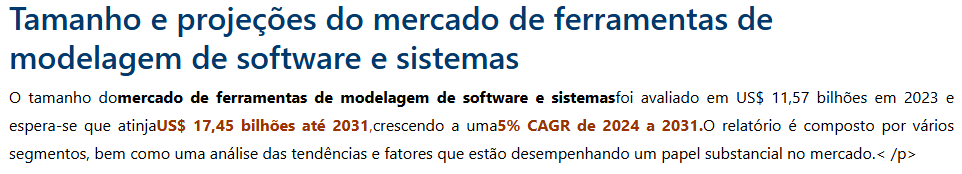 Tamanho e projeções do mercado de ferramentas de
modelagem de software e sistemas
O tamanho domercado de ferramentas de modelagem de software e sistemasfoi avaliado em US$ 11,57 bilhões em 2023 e
espera-se que atinjaUS$ 17,45 bilhões até 2031,crescendo a uma5% CAGR de 2024 a 2031.O relatório é composto por vários
segmentos, bem como uma análise das tendências e fatores que estão desempenhando um papel substancial no mercado.< /p>